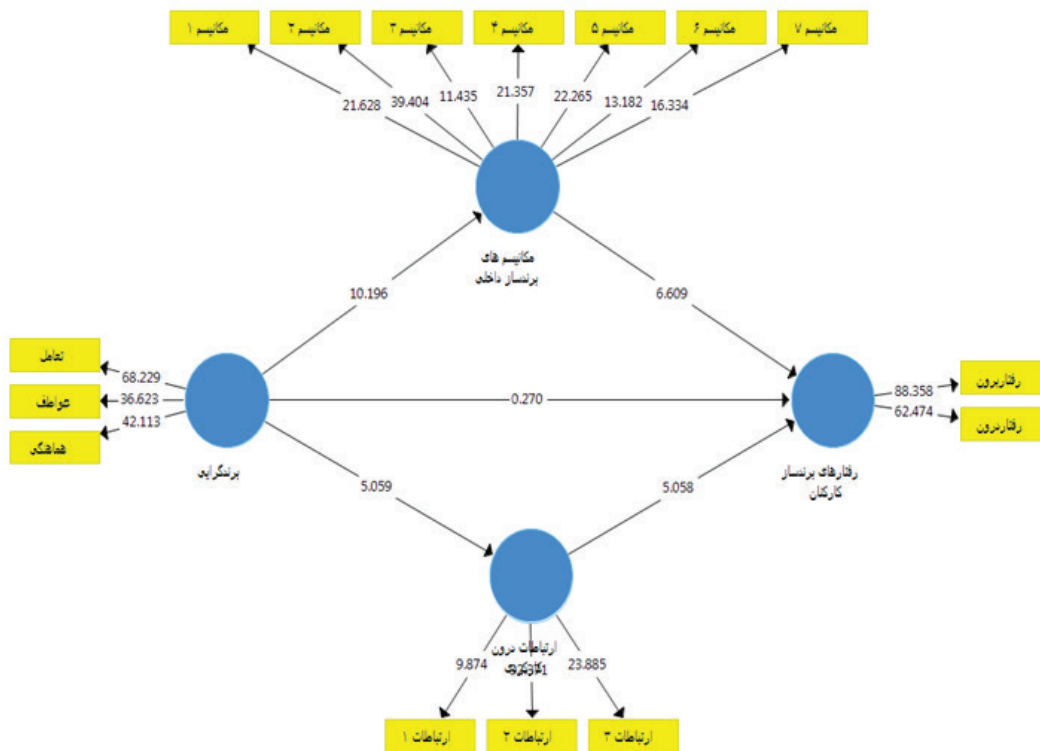 مکانیسم ۱
مکانیسم ۲
مکانیسم ۳
مکانیسم ۴
مکانیسم ۵
مکانیسم ۶
مکانیسم ۷
21.628
39.404
11.435
21.357
22.265
13.182
16.334
مکانیسم های
برندساز داخلی
10.196
6.609
تعامل
عواطف
هماهنگی
68.229
36.623
42.113
برندگرایی
0.270
88.358
62.474
رفتاربرون
رفتاردرون
رفتارهای برندساز
کارکنان
5.059
5.058
ارتباطات درون
9.874
23.885
ارتباطات ۱
ارتباطات ۲
ارتباطات ۳